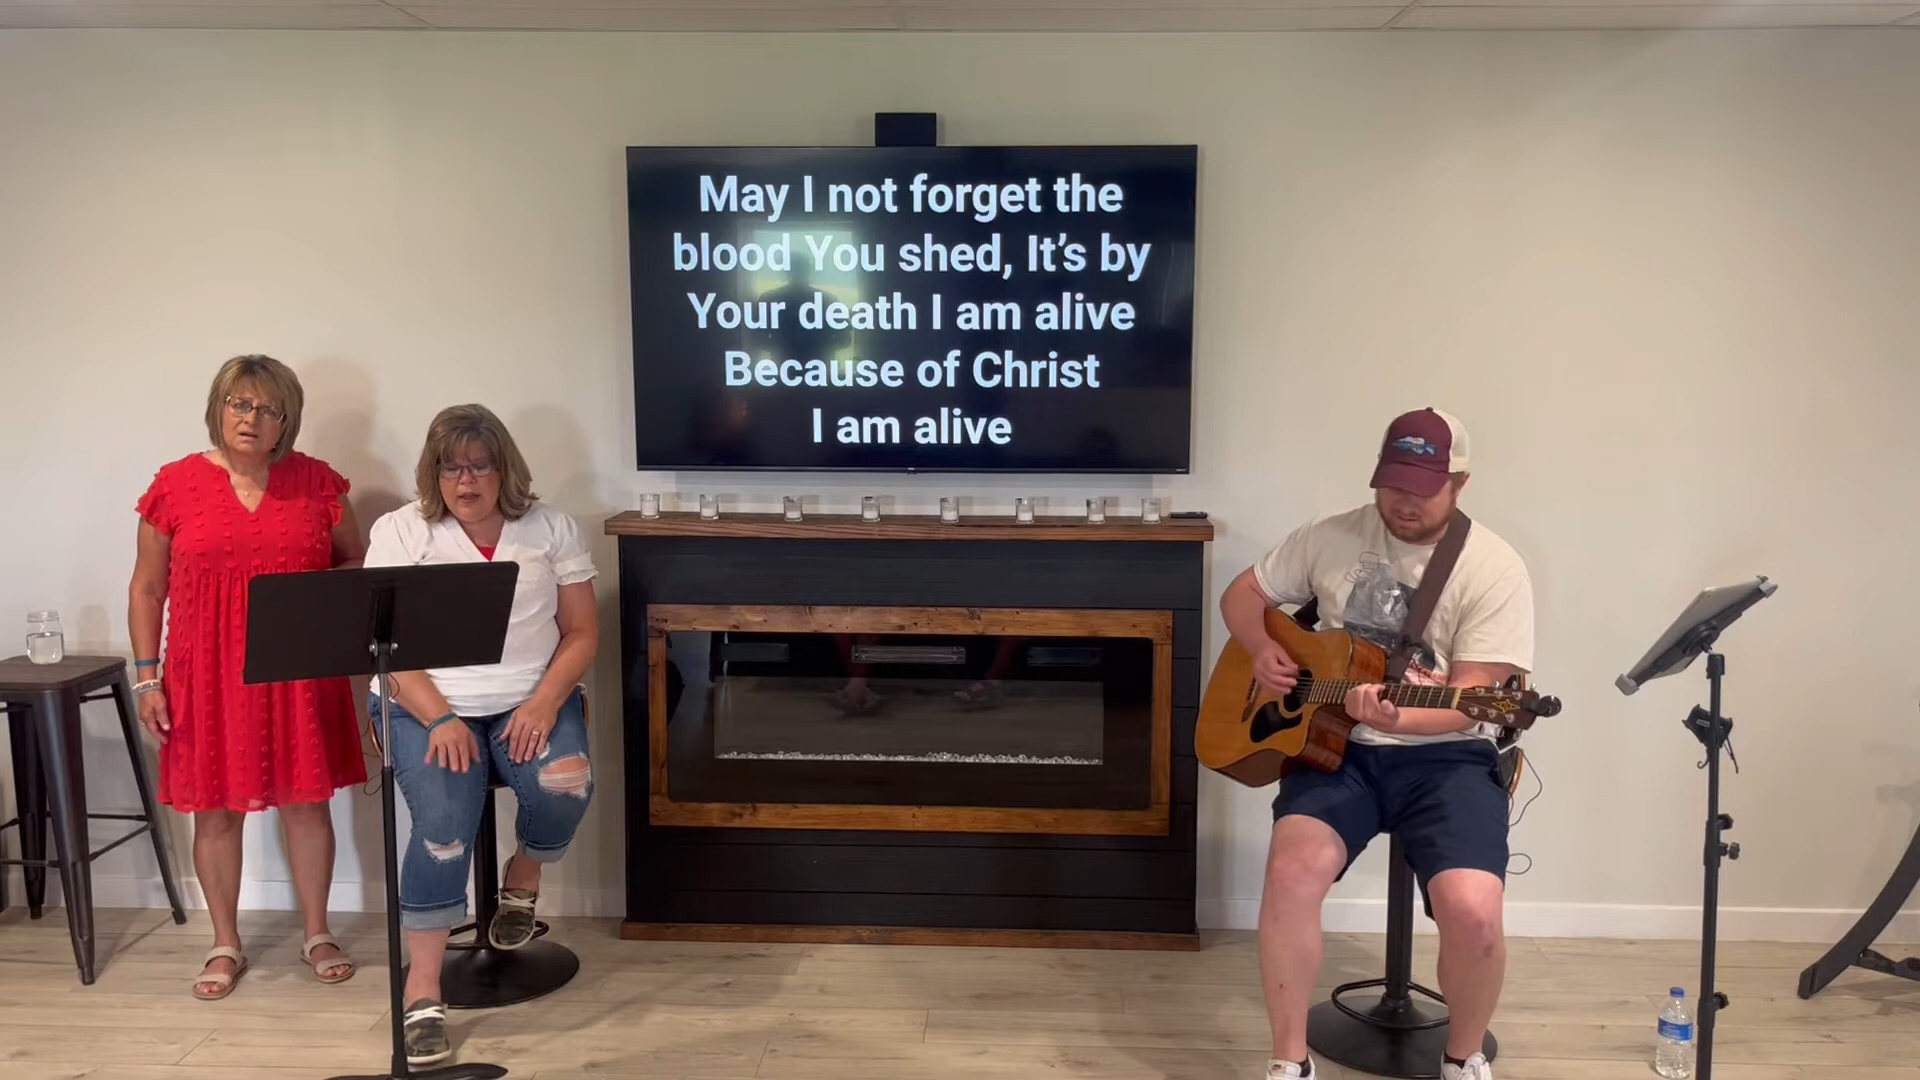 May I not forget the
blood You shed, It's by
Your death I am alive
Because of Christ
I am alive